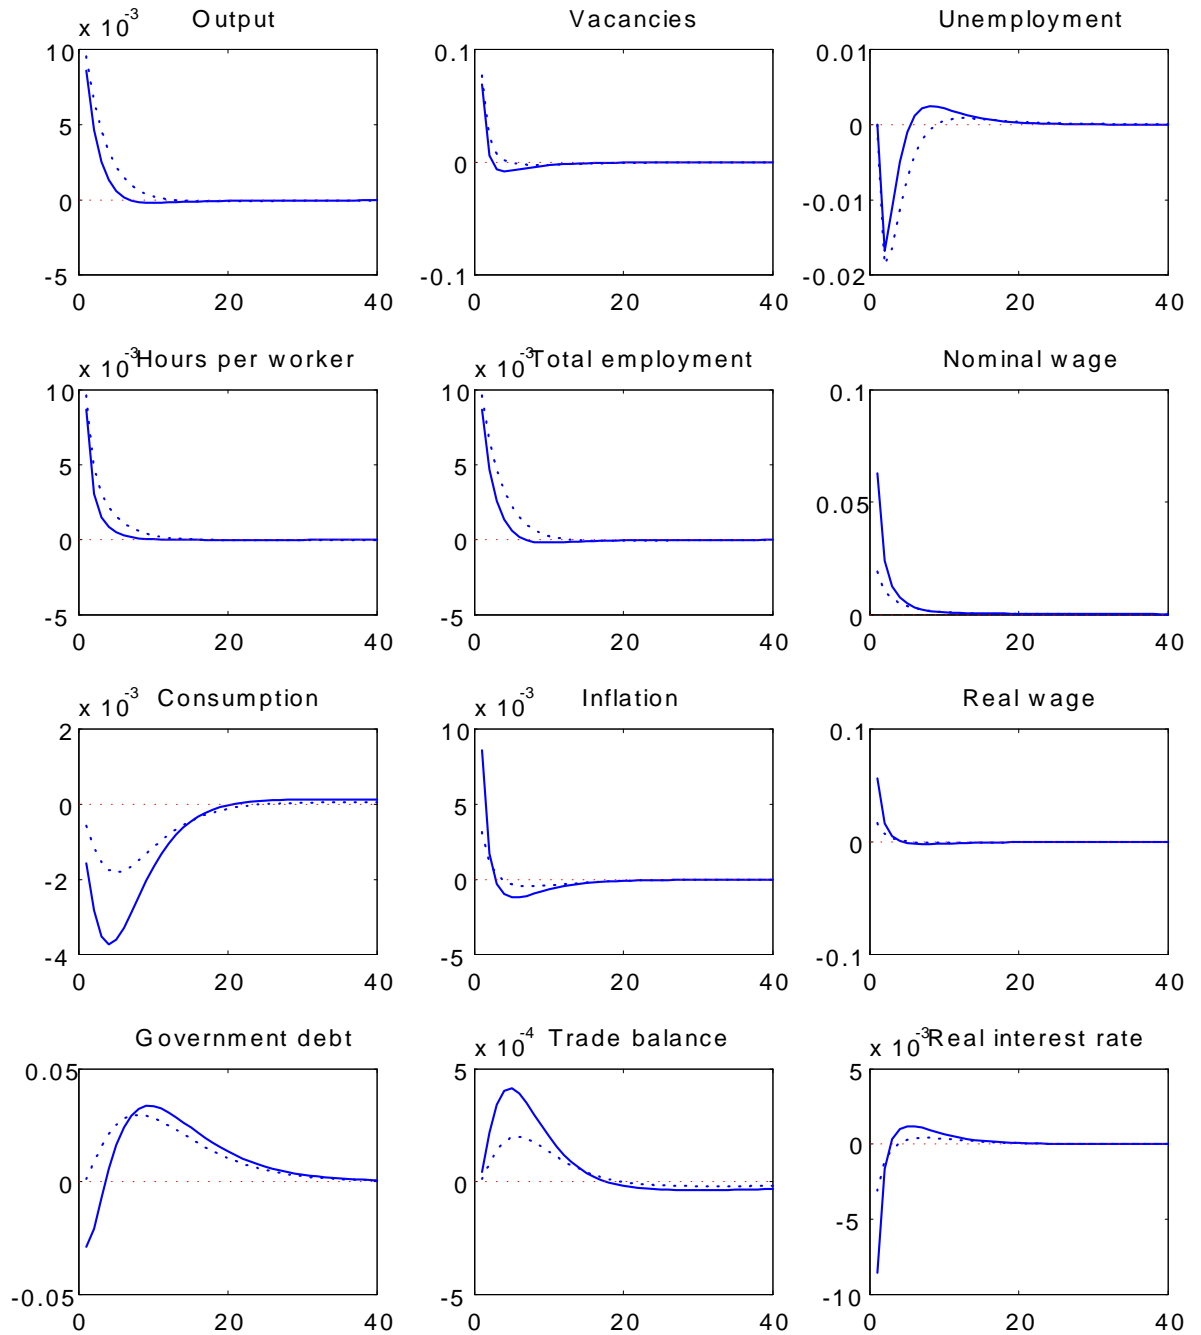 x 10^-3 Output
10
5
0
-5
0 20 40
Vacancies
0.1
0
-0.1
0 20 40
Unemployment
0.01
0
-0.01
-0.02
0 20 40
x 10^-3 Hours per worker
10
5
0
-5
0 20 40
x 10^-3 Total employment
10
5
0
-5
0 20 40
Nominal wage
0.1
0.05
0
0 20 40
x 10^-3 Consumption
2
0
-2
-4
0 20 40
x 10^-3 Inflation
10
5
0
-5
0 20 40
Real wage
0.1
0
-0.1
0 20 40
Government debt
0.05
0
-0.05
0 20 40
x 10^-4 Trade balance
5
0
-5
0 20 40
x 10^-3 Real interest rate
5
0
-5
-10
0 20 40